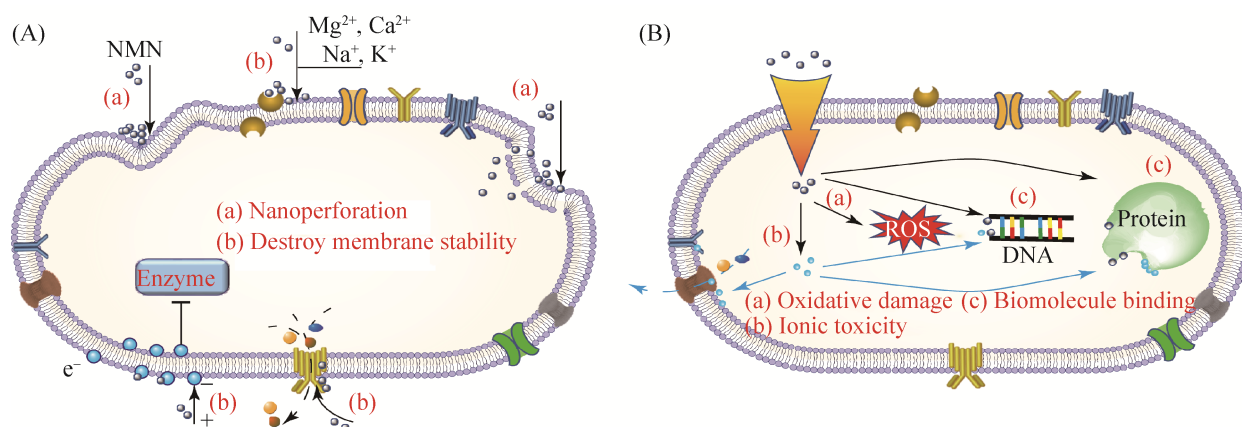 (A)
NMN
(a)
(b)
Mg²⁺, Ca²⁺
Na⁺, K⁺
(a)
(a) Nanoperforation
(b) Destroy membrane stability
Enzyme
e⁻
−
+
(b)
(b)
(B)
(a)
(b)
ROS
(c)
DNA
(c)
Protein
(a) Oxidative damage (c) Biomolecule binding
(b) Ionic toxicity